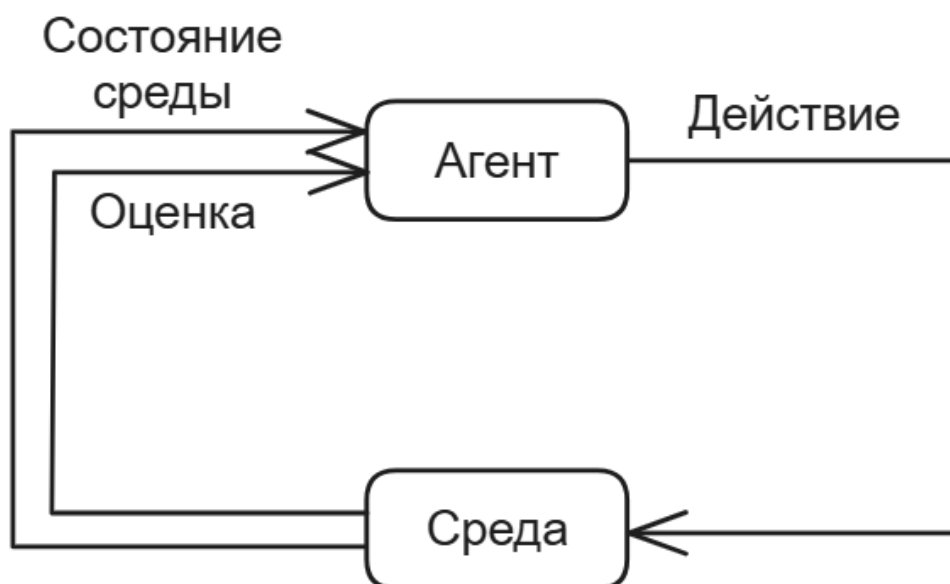 Состояние
среды
Агент
Действие
Оценка
Среда